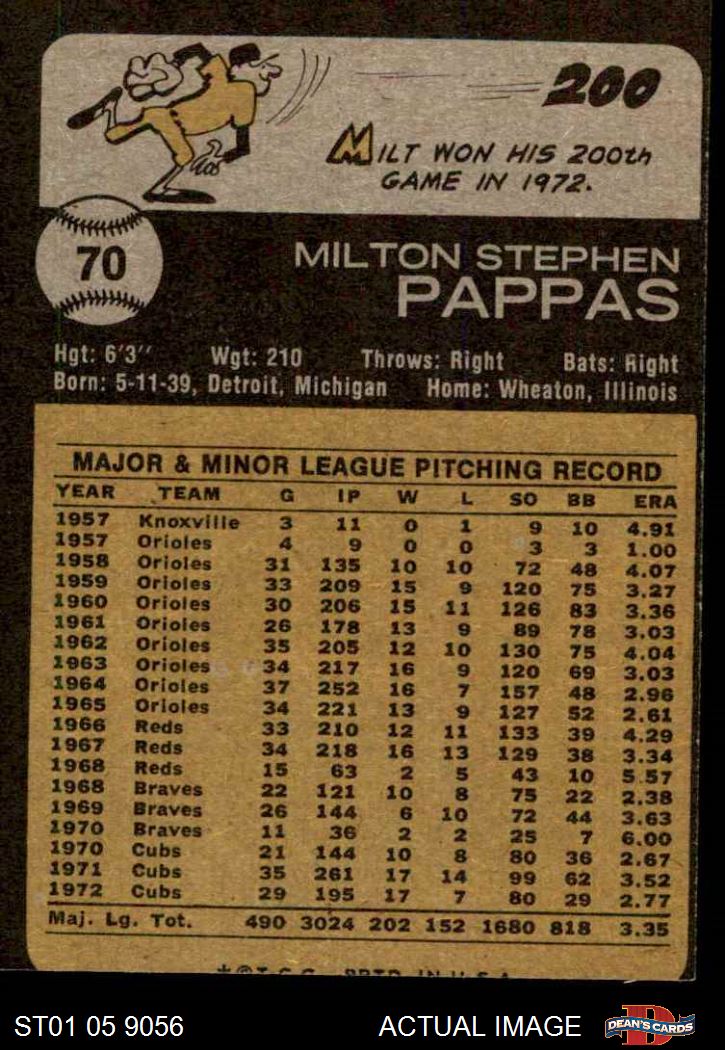 200
MILT WON HIS 200th
GAME IN 1972.
70
MILTON STEPHEN
PAPPAS
Hgt: 6'3" Wgt: 210 Throws: Right Bats: Right
Born: 5-11-39, Detroit, Michigan Home: Wheaton, Illinois
MAJOR & MINOR LEAGUE PITCHING RECORD
YEAR TEAM G IP W L SO BB ERA
1957 Knoxville 3 11 0 1 9 10 4.91
1957 Orioles 4 9 0 0 3 3 1.00
1958 Orioles 31 135 10 10 72 48 4.07
1959 Orioles 33 209 15 9 120 75 3.27
1960 Orioles 30 206 15 11 126 83 3.36
1961 Orioles 26 178 13 9 89 78 3.03
1962 Orioles 35 205 12 10 130 75 4.04
1963 Orioles 34 217 16 9 120 69 3.03
1964 Orioles 37 252 16 7 157 48 2.96
1965 Orioles 34 221 13 9 127 52 2.61
1966 Reds 33 210 12 11 133 39 4.29
1967 Reds 34 218 16 13 129 38 3.34
1968 Reds 15 63 2 5 43 10 5.57
1968 Braves 22 121 10 8 75 22 2.38
1969 Braves 26 144 6 10 72 44 3.63
1970 Braves 11 36 2 2 25 7 6.00
1970 Cubs 21 144 10 8 80 36 2.67
1971 Cubs 35 261 17 14 99 62 3.52
1972 Cubs 29 195 17 7 80 29 2.77
Maj. Lg. Tot. 490 3024 202 152 1680 818 3.35
*© T.C.G. PRTD. IN U.S.A.
ST01 05 9056 ACTUAL IMAGE DEAN'S CARDS